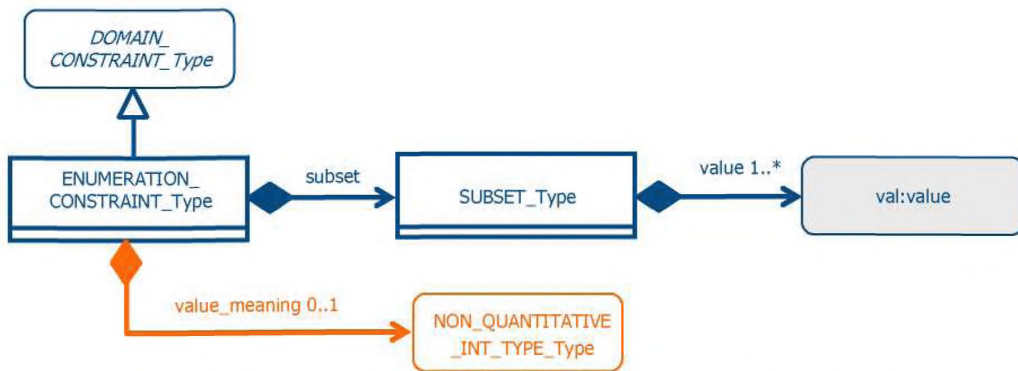 DOMAIN_
CONSTRAINT_Type
ENUMERATION_
CONSTRAINT_Type
subset
SUBSET_Type
value 1..*
val:value
value_meaning 0..1
NON_QUANTITATIVE
_INT_TYPE_Type